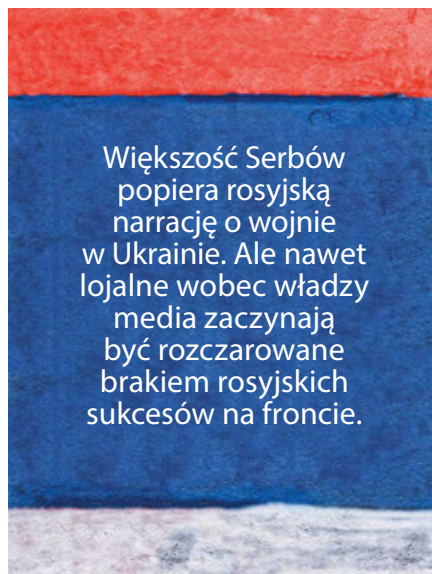 Większość Serbów
popiera rosyjską
narrację o wojnie
w Ukrainie. Ale nawet
lojalne wobec władzy
media zaczynają
być rozczarowane
brakiem rosyjskich
sukcesów na froncie.